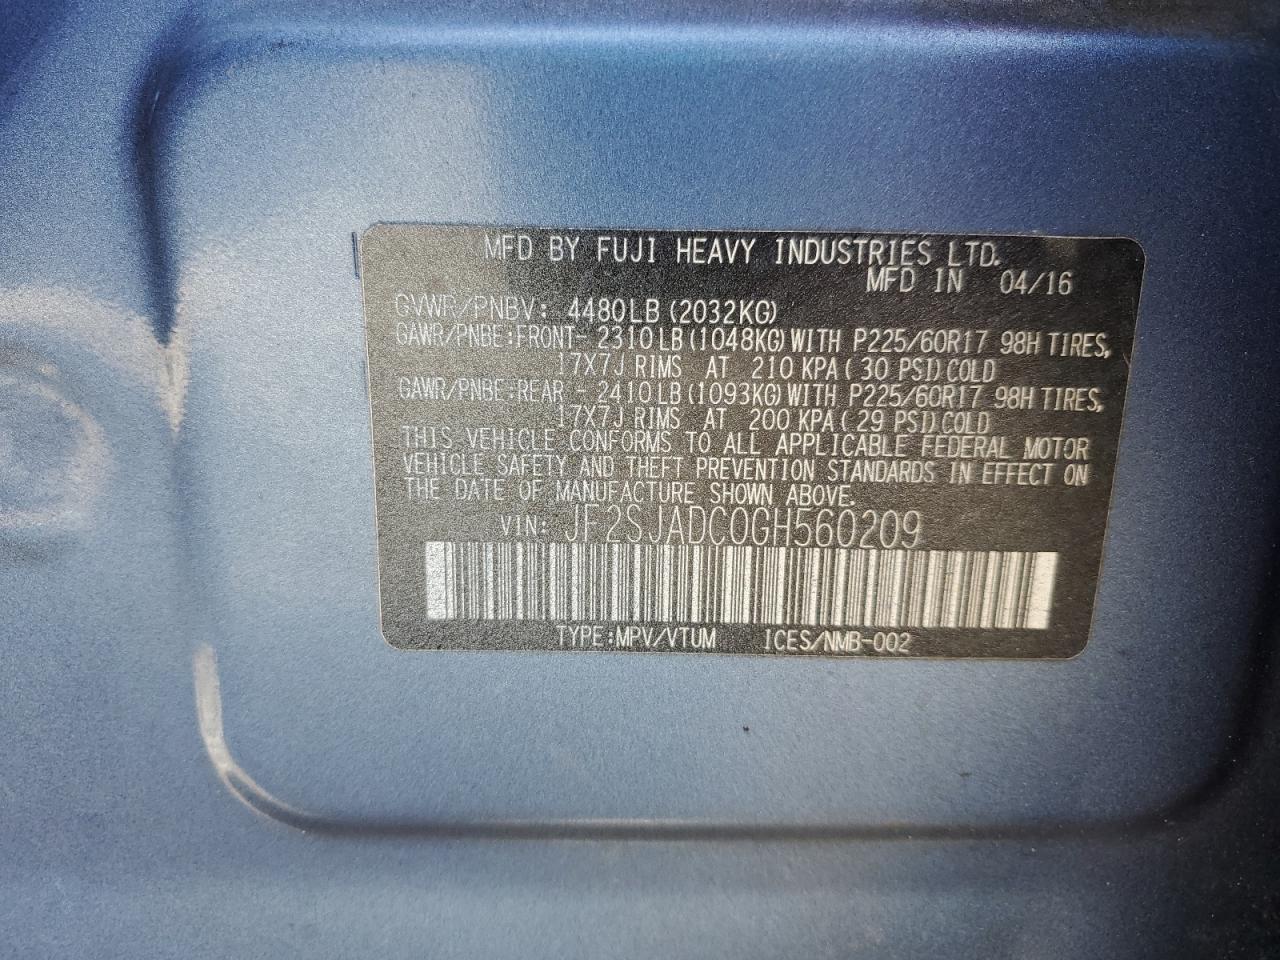 MFD BY FUJI HEAVY INDUSTRIES LTD.
MFD IN 04/16
GVWR/PNBV: 4480LB (2032KG)
GAWR/PNBE:FRONT- 2310LB (1048KG) WITH P225/60R17 98H TIRES,
17X7J RIMS AT 210 KPA ( 30 PSI) COLD
GAWR/PNBE:REAR - 2410LB (1093KG) WITH P225/60R17 98H TIRES,
17X7J RIMS AT 200 KPA ( 29 PSI) COLD
THIS VEHICLE CONFORMS TO ALL APPLICABLE FEDERAL MOTOR
VEHICLE SAFETY AND THEFT PREVENTION STANDARDS IN EFFECT ON
THE DATE OF MANUFACTURE SHOWN ABOVE.
VIN: JF2SJADC0GH560209
TYPE:MPV/VTUM ICES/NMB-002